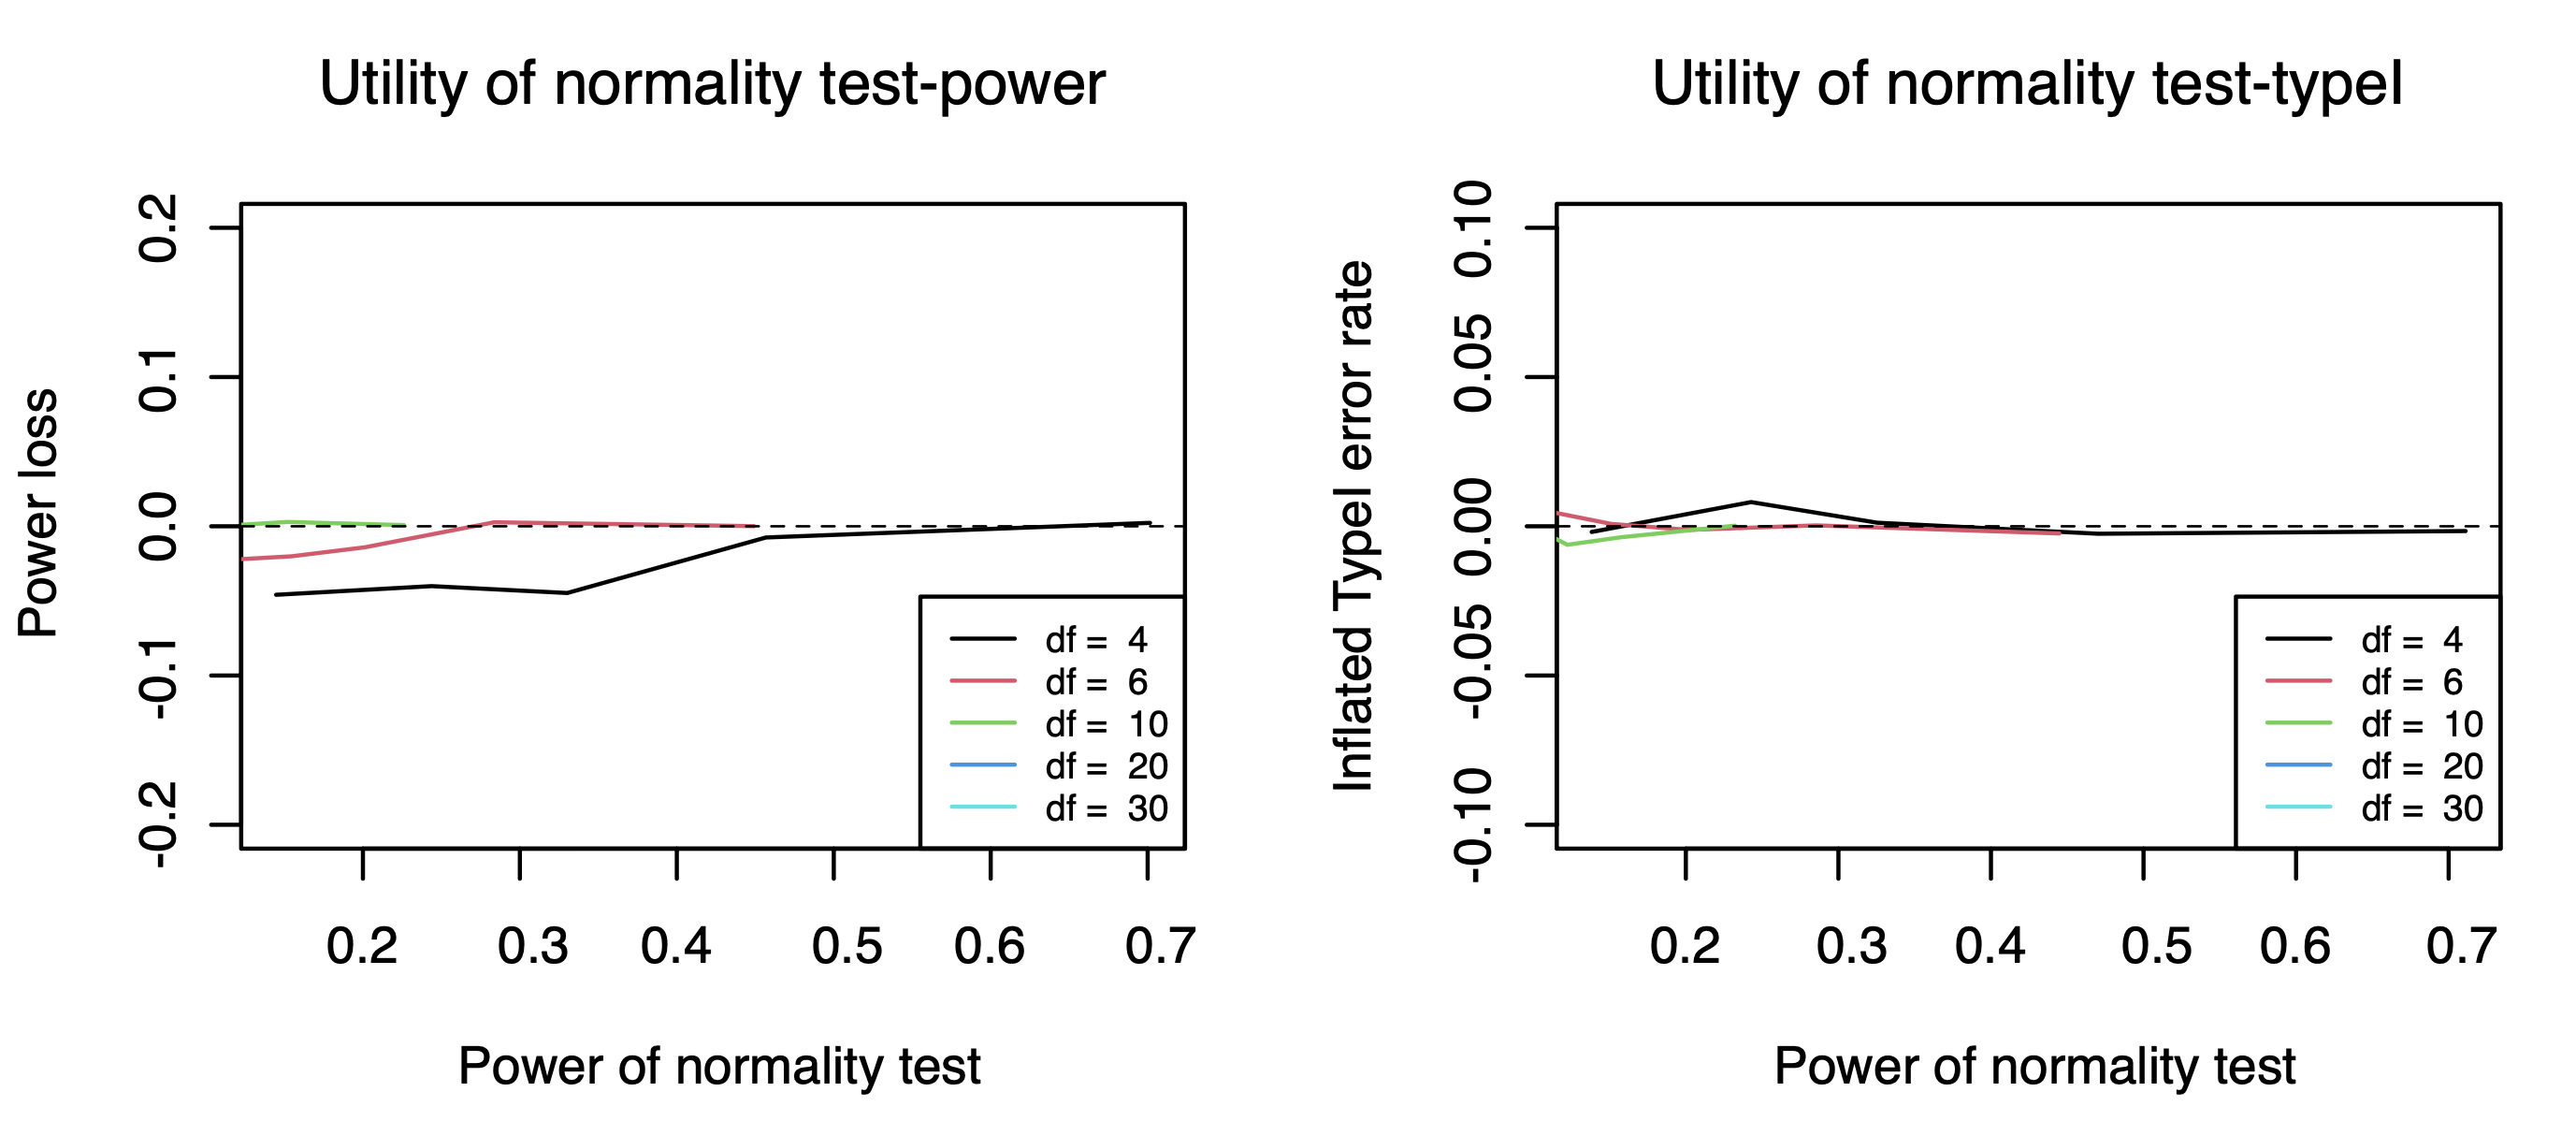 Utility of normality test-power
Power loss
0.2
0.1
0.0
-0.1
-0.2
df = 4
df = 6
df = 10
df = 20
df = 30
0.2 0.3 0.4 0.5 0.6 0.7
Power of normality test
Utility of normality test-typeI
Inflated TypeI error rate
0.10
0.05
0.00
-0.05
-0.10
df = 4
df = 6
df = 10
df = 20
df = 30
0.2 0.3 0.4 0.5 0.6 0.7
Power of normality test